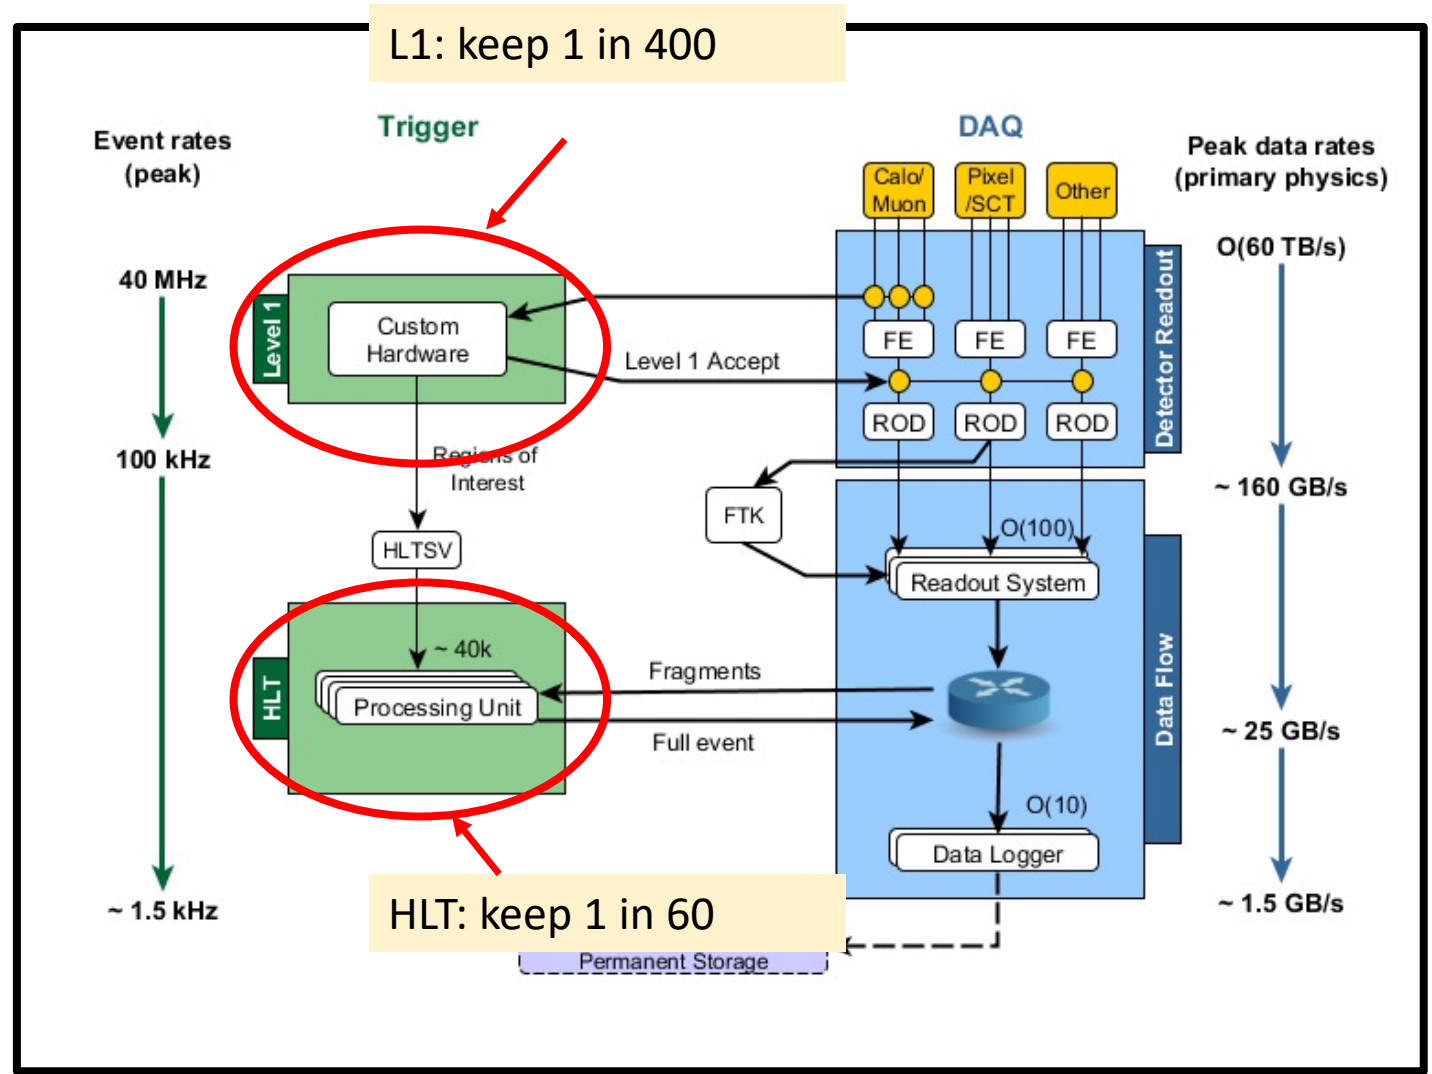 L1: keep 1 in 400
Trigger
DAQ
Event rates
(peak)
Peak data rates
(primary physics)
Calo/
Muon
Pixel
/SCT
Other
O(60 TB/s)
40 MHz
Level 1
Custom
Hardware
Level 1 Accept
FE
FE
FE
Detector Readout
ROD
ROD
ROD
100 kHz
Regions of
Interest
~ 160 GB/s
FTK
HLTSV
O(100)
Readout System
~ 40k
HLT
Processing Unit
Fragments
Full event
Data Flow
~ 25 GB/s
O(10)
Data Logger
~ 1.5 kHz
~ 1.5 GB/s
HLT: keep 1 in 60
Permanent Storage